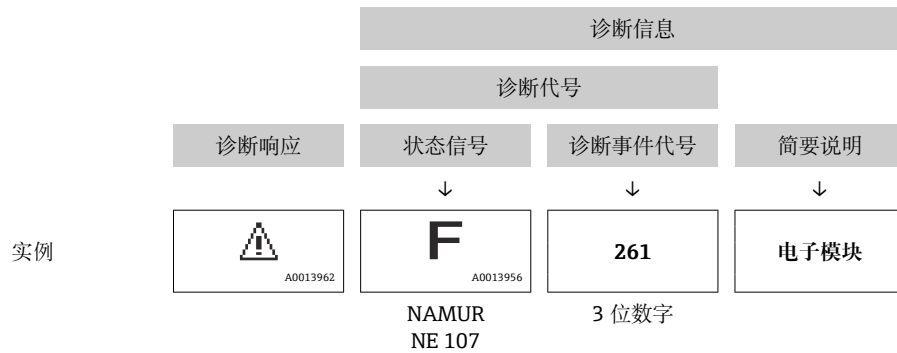 诊断信息
诊断代号
诊断响应 状态信号 诊断事件代号 简要说明
↓ ↓ ↓
实例 F 261 电子模块
A0013962 A0013956
NAMUR 3 位数字
NE 107